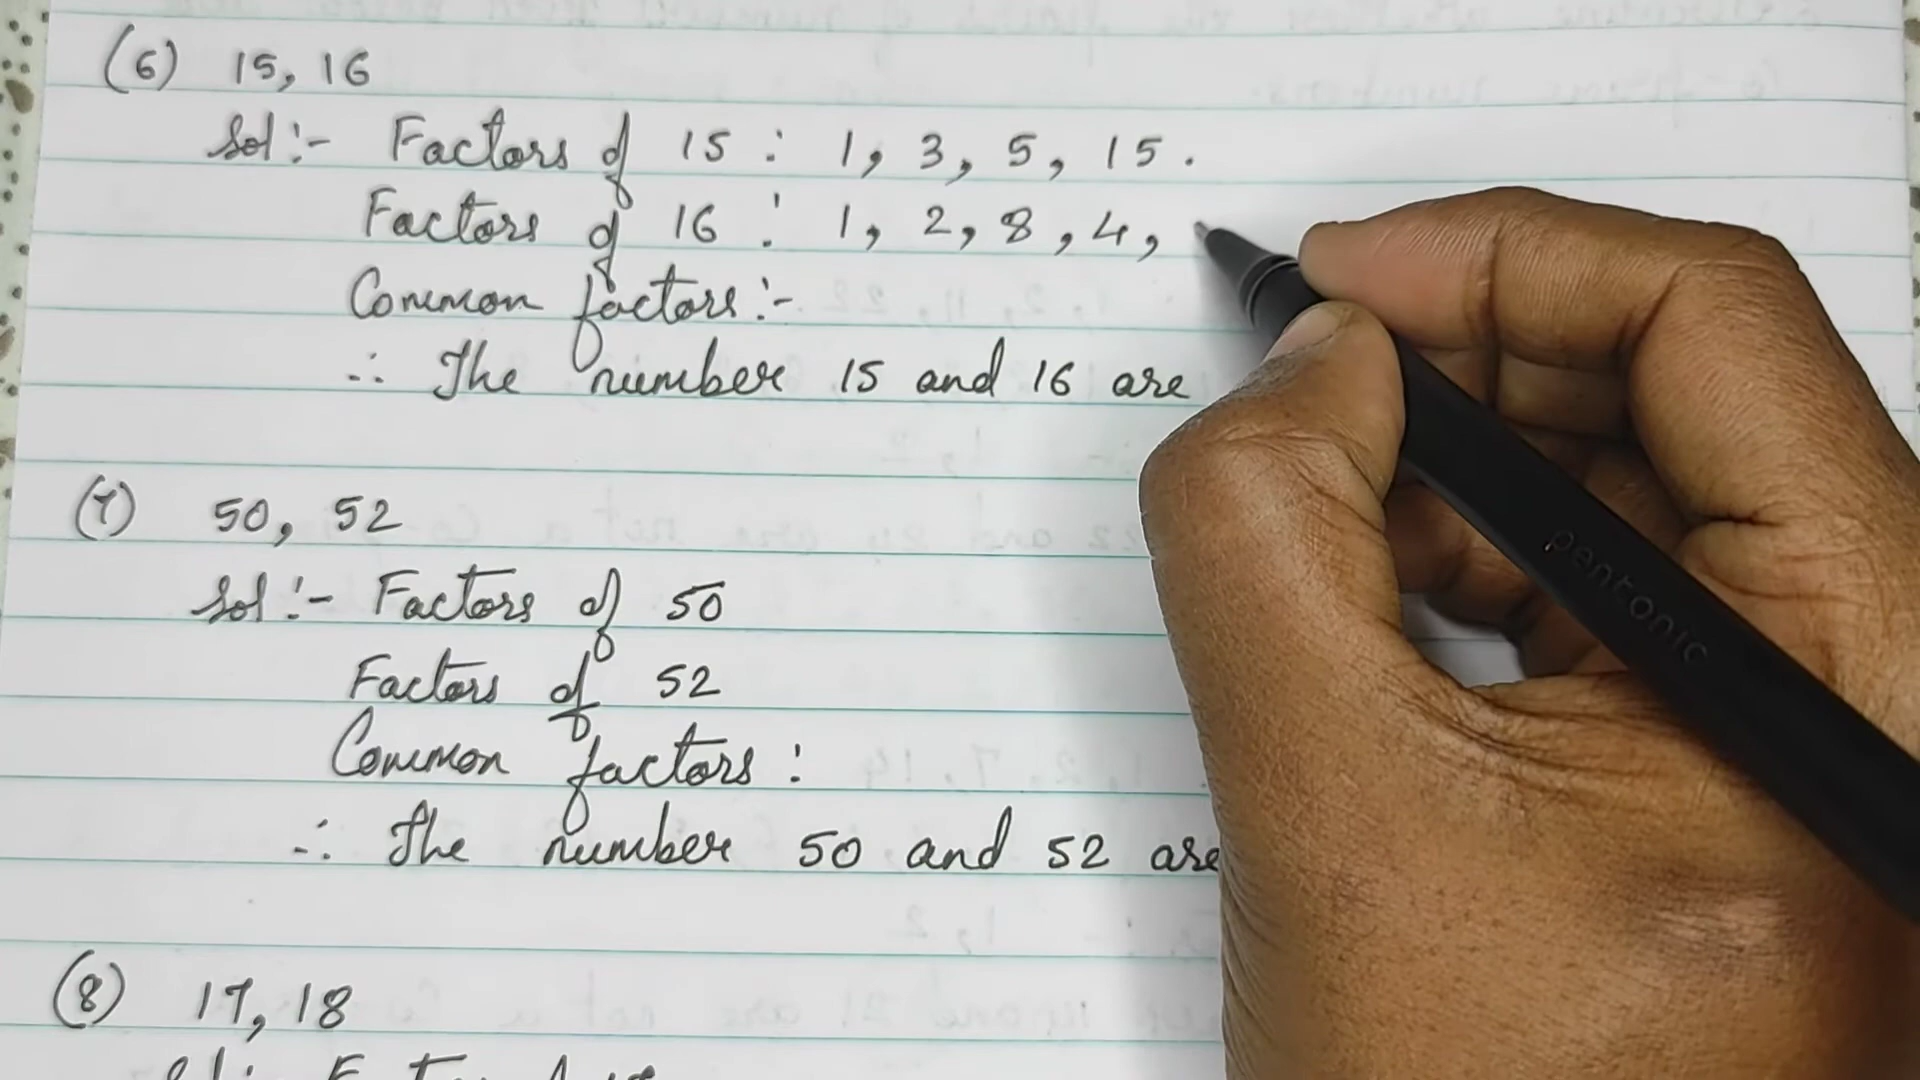 (6) 15, 16
Sol :- Factors of 15 : 1, 3, 5, 15.
Factors of 16 : 1, 2, 8, 4,
Common factors :-
∴ The number 15 and 16 are
(7) 50, 52
Sol :- Factors of 50
Factors of 52
Common factors :
∴ The number 50 and 52 are
(8) 17, 18
pentonic